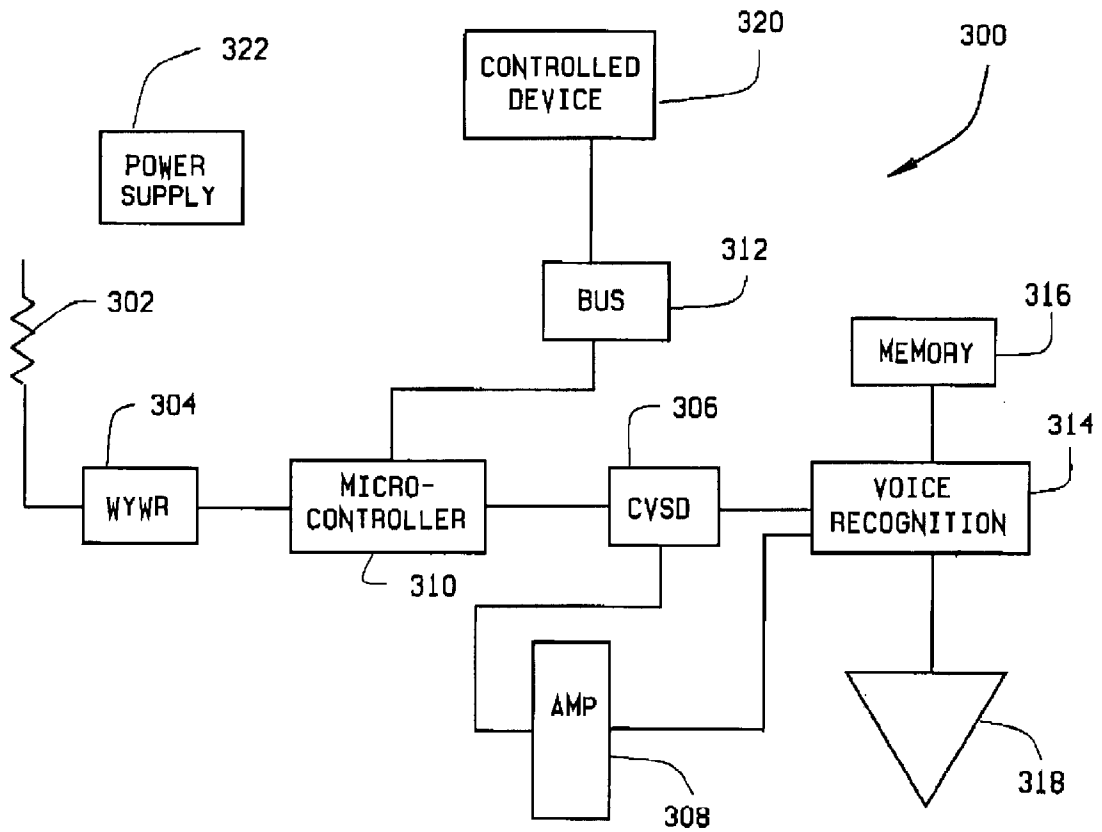 322
320
300
CONTROLLED
DEVICE
POWER
SUPPLY
312
302
BUS
316
MEMORY
304
306
314
WYWR
MICRO-
CONTROLLER
CVSD
VOICE
RECOGNITION
310
AMP
308
318